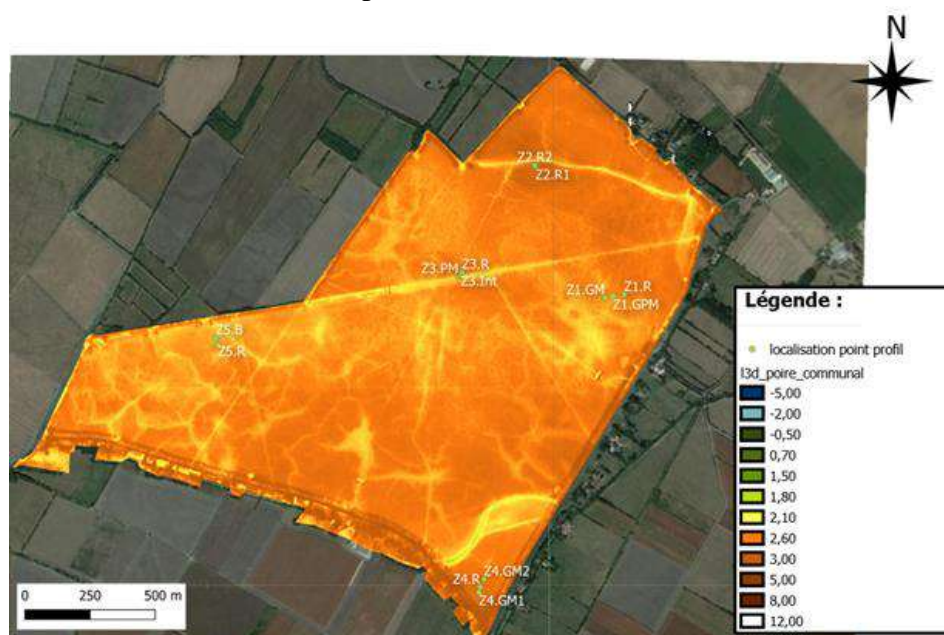 N
Z2.R2
Z2.R1
Z3.PM
Z3.R
Z3.Int
Z1.GM
Z1.R
Z1.GPM
Z5.B
Z5.R
Z4.R
Z4.GM2
Z4.GM1
Légende :
localisation point profil
l3d_poire_communal
-5,00
-2,00
-0,50
0,70
1,50
1,80
2,10
2,60
3,00
5,00
8,00
12,00
0 250 500 m